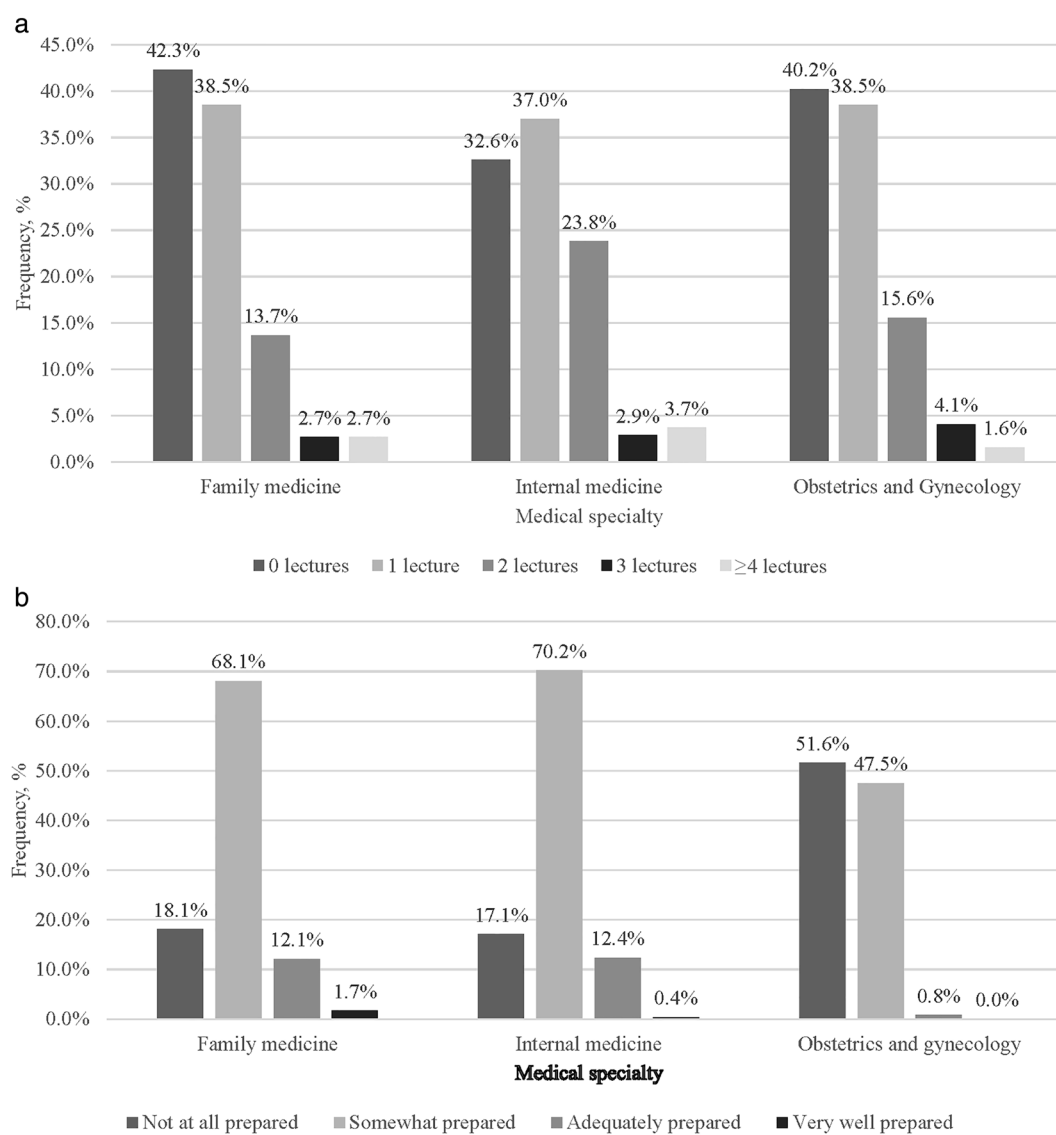 a
45.0%
40.0%
35.0%
30.0%
25.0%
20.0%
15.0%
10.0%
5.0%
0.0%
Frequency, %
42.3%
38.5%
13.7%
2.7%
2.7%
32.6%
37.0%
23.8%
2.9%
3.7%
40.2%
38.5%
15.6%
4.1%
1.6%
Family medicine
Internal medicine
Obstetrics and Gynecology
Medical specialty
0 lectures
1 lecture
2 lectures
3 lectures
≥4 lectures
b
80.0%
70.0%
60.0%
50.0%
40.0%
30.0%
20.0%
10.0%
0.0%
Frequency, %
18.1%
68.1%
12.1%
1.7%
17.1%
70.2%
12.4%
0.4%
51.6%
47.5%
0.8%
0.0%
Family medicine
Internal medicine
Obstetrics and gynecology
Medical specialty
Not at all prepared
Somewhat prepared
Adequately prepared
Very well prepared